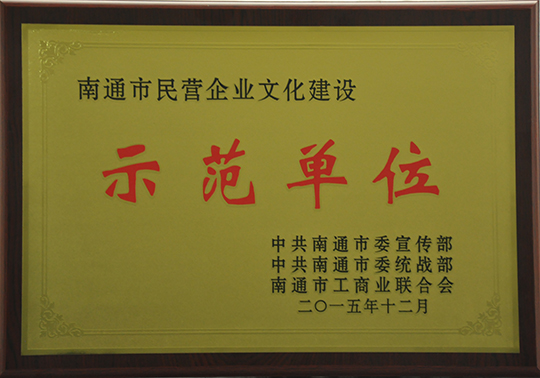 南通市民营企业文化建设
示范单位
中共南通市委宣传部
中共南通市委统战部
南通市工商业联合会
二〇一五年十二月